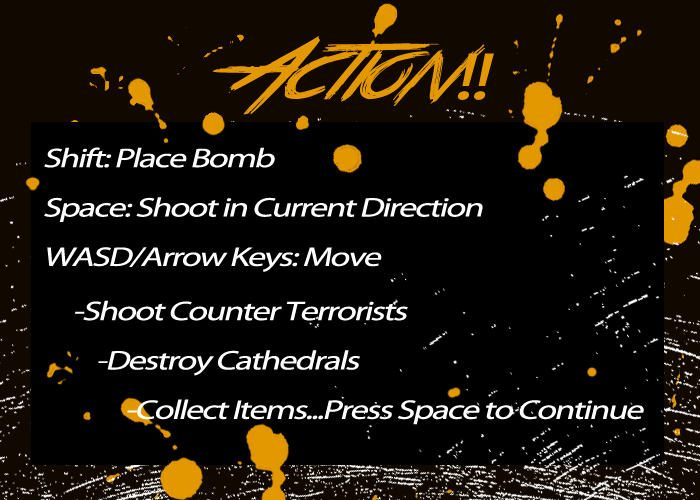 ACTION!!
Shift: Place Bomb
Space: Shoot in Current Direction
WASD/Arrow Keys: Move
-Shoot Counter Terrorists
-Destroy Cathedrals
-Collect Items...Press Space to Continue